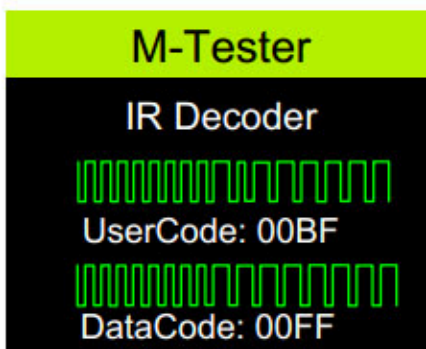 M-Tester
IR Decoder
UserCode: 00BF
DataCode: 00FF